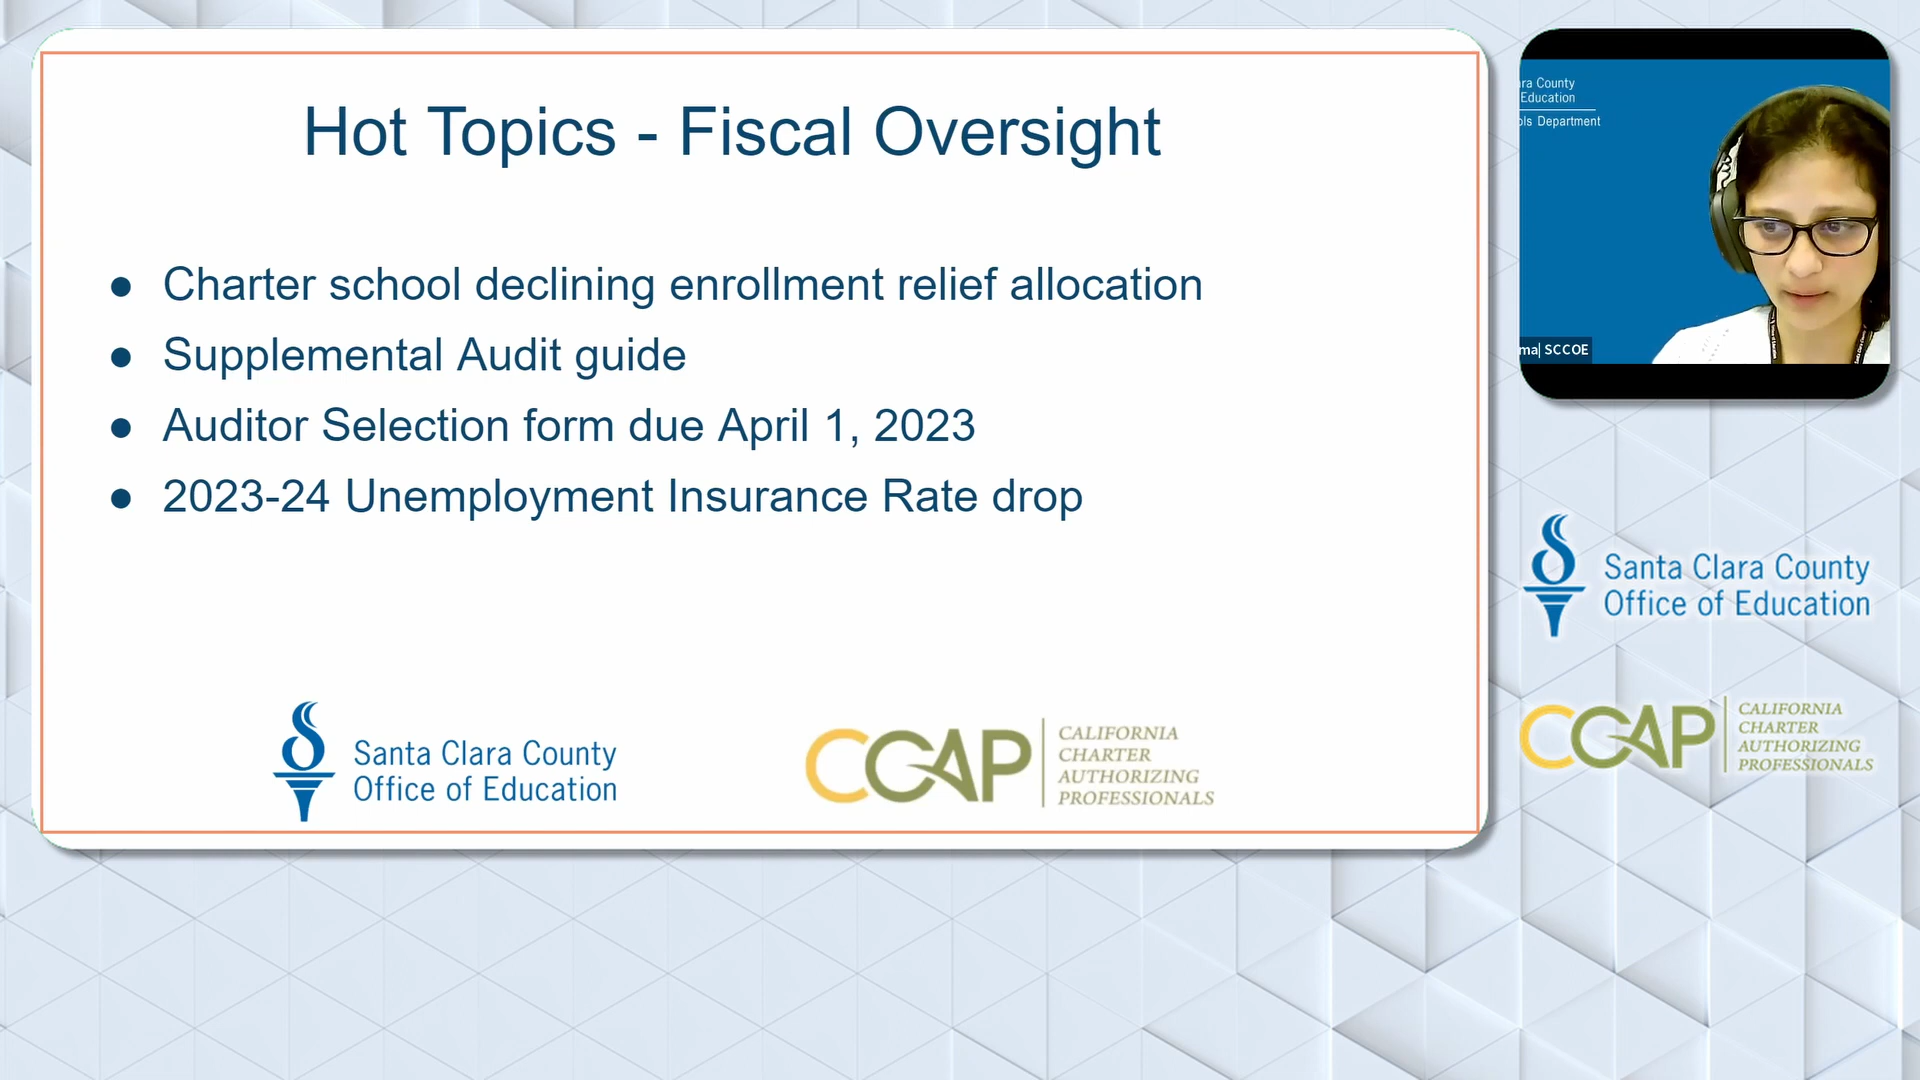 Hot Topics - Fiscal Oversight
● Charter school declining enrollment relief allocation
● Supplemental Audit guide
● Auditor Selection form due April 1, 2023
● 2023-24 Unemployment Insurance Rate drop
Santa Clara County
Office of Education
CCAP
CALIFORNIA
CHARTER
AUTHORIZING
PROFESSIONALS
ra County
Education
ols Department
ma| SCCOE
Santa Clara County
Office of Education
CCAP
CALIFORNIA
CHARTER
AUTHORIZING
PROFESSIONALS